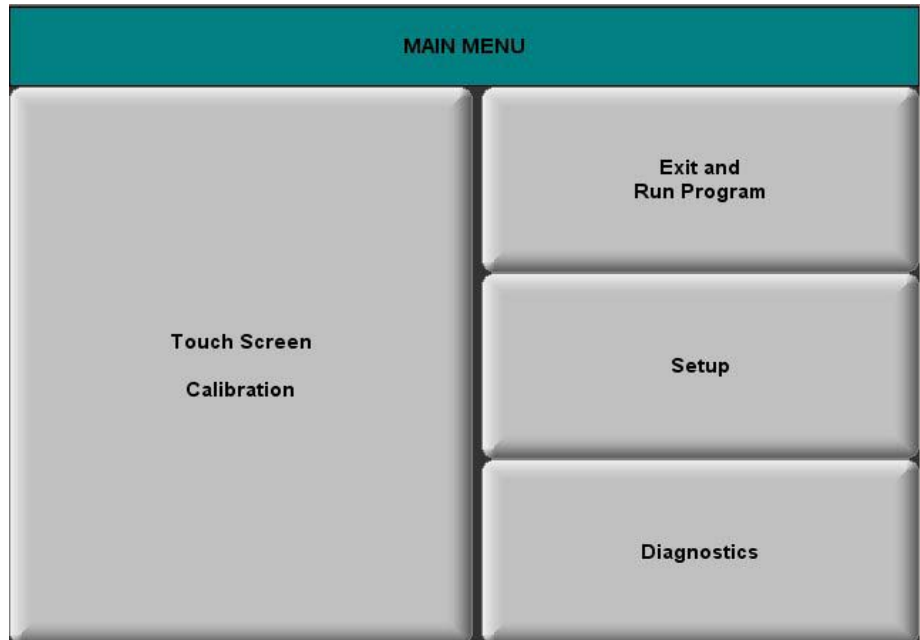 MAIN MENU
Touch Screen
Calibration
Exit and
Run Program
Setup
Diagnostics